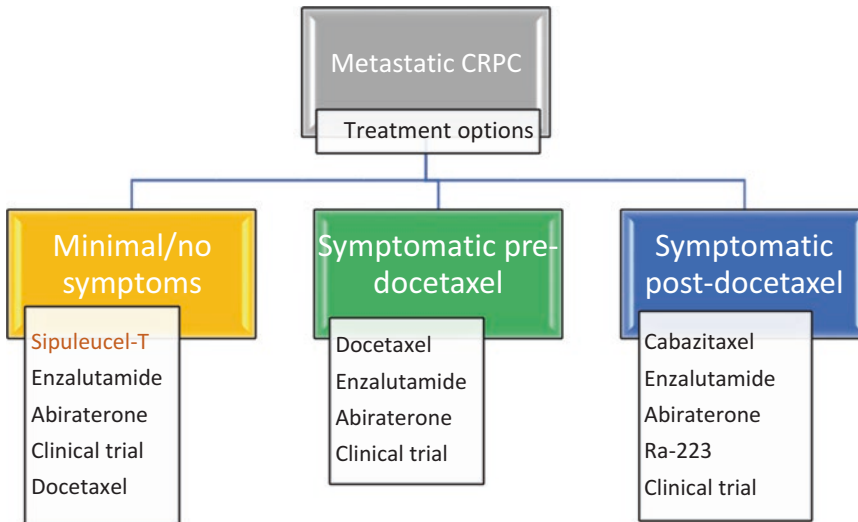 Metastatic CRPC
Treatment options
Minimal/no
symptoms
Sipuleucel-T
Enzalutamide
Abiraterone
Clinical trial
Docetaxel
Symptomatic pre-
docetaxel
Docetaxel
Enzalutamide
Abiraterone
Clinical trial
Symptomatic
post-docetaxel
Cabazitaxel
Enzalutamide
Abiraterone
Ra-223
Clinical trial